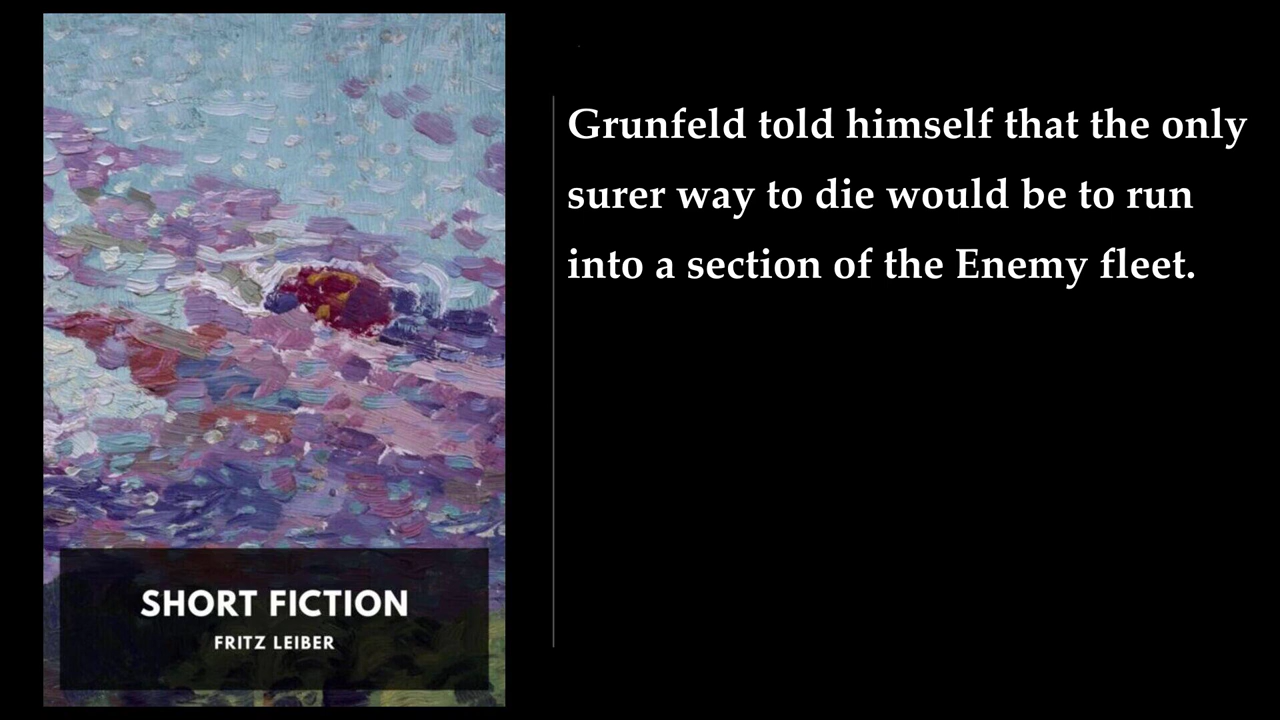 Grunfeld told himself that the only
surer way to die would be to run
into a section of the Enemy fleet.
SHORT FICTION
FRITZ LEIBER